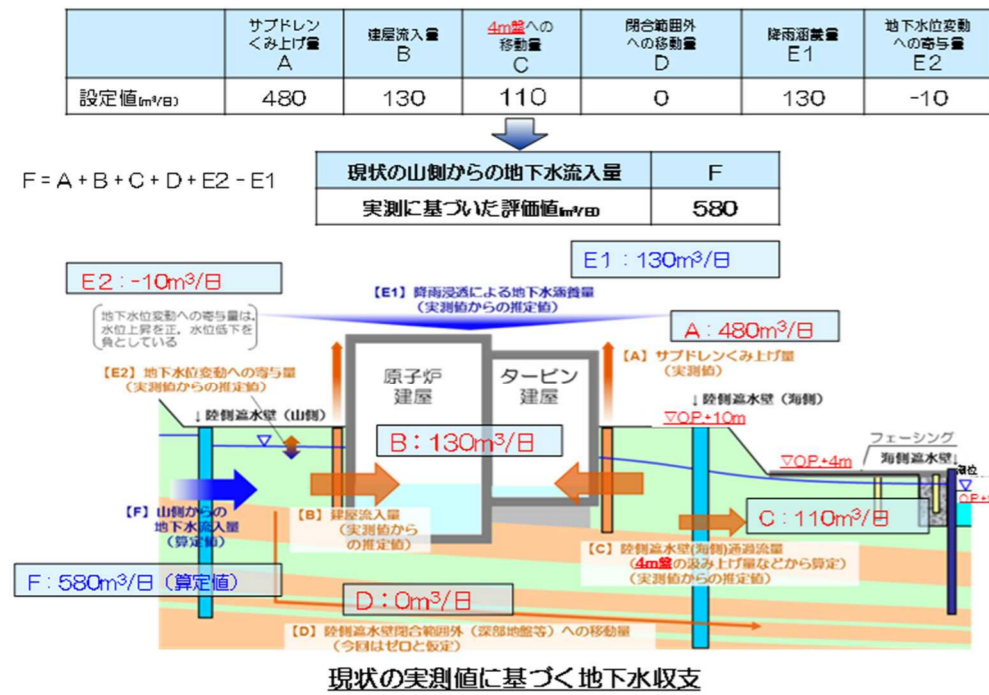 サブドレン
くみ上げ量
A
建屋流入量
B
4m盤への
移動量
C
閉合範囲外
への移動量
D
降雨涵養量
E1
地下水位変動
への寄与量
E2
設定値(m³/日) 480 130 110 0 130 -10
F=A+B+C+D+E2-E1
現状の山側からの地下水流入量 F
実測に基づいた評価値(m³/日) 580
E1：130m³/日
E2：-10m³/日
【E1】降雨浸透による地下水涵養量
（実測値からの推定値）
地下水位変動への寄与量は、
水位上昇を正、水位低下を
負としている
A：480m³/日
【A】サブドレンくみ上げ量
（実測値）
【E2】地下水位変動への寄与量
（実測値からの推定値）
原子炉
建屋
タービン
建屋
↓陸側遮水壁（山側）
↓陸側遮水壁（海側）
▽O.P.+10m
フェーシング
海側遮水壁↓
B：130m³/日
▽O.P.+4m
【F】山側からの
地下水流入量
（算定値）
【B】建屋流入量
（実測値から
の推定値）
C：110m³/日
【C】陸側遮水壁(海側)通過流量
（4m盤の汲み上げ量などから算定）
（実測値からの推定値）
F：580m³/日（算定値）
D：0m³/日
【D】陸側遮水壁閉合範囲外（深部地盤等）への移動量
（今回はゼロと仮定）
現状の実測値に基づく地下水収支